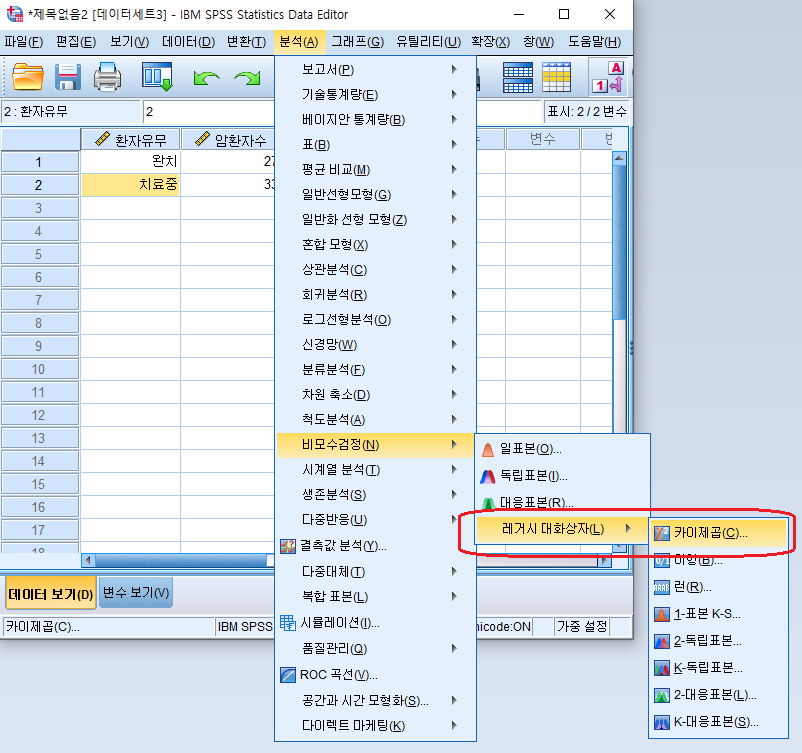 *제목없음2 [데이터세트3] - IBM SPSS Statistics Data Editor
파일(F) 편집(E) 보기(V) 데이터(D) 변환(T) 분석(A) 그래프(G) 유틸리티(U) 확장(X) 창(W) 도움말(H)
A
1
2 : 환자유무 2 표시: 2 / 2 변수
환자유무 암환자수 변수
1 완치 27
2 치료중 33
3
4
5
6
7
8
9
10
11
12
13
14
15
16
17
18
보고서(P)
기술통계량(E)
베이지안 통계량(B)
표(B)
평균 비교(M)
일반선형모형(G)
일반화 선형 모형(Z)
혼합 모형(X)
상관분석(C)
회귀분석(R)
로그선형분석(O)
신경망(W)
분류분석(F)
차원 축소(D)
척도분석(A)
비모수검정(N)
시계열 분석(T)
생존분석(S)
다중반응(U)
결측값 분석(Y)...
다중대체(T)
복합 표본(L)
시뮬레이션(I)...
품질관리(Q)
ROC 곡선(V)...
공간과 시간 모형화(S)...
다이렉트 마케팅(K)
일표본(O)...
독립표본(I)...
대응표본(R)...
레거시 대화상자(L)
카이제곱(C)...
이항(B)...
런(R)...
1-표본 K-S...
2-독립표본...
K-독립표본...
2-대응표본(L)...
K-대응표본(S)...
데이터 보기(D) 변수 보기(V)
카이제곱(C)... IBM SPSS nicode:ON 가중 설정